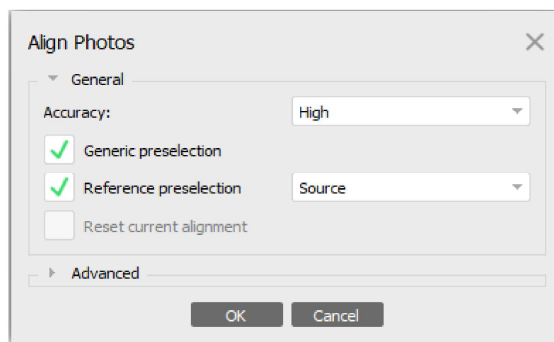 Align Photos
General
Accuracy: High
Generic preselection
Reference preselection Source
Reset current alignment
Advanced
OK Cancel